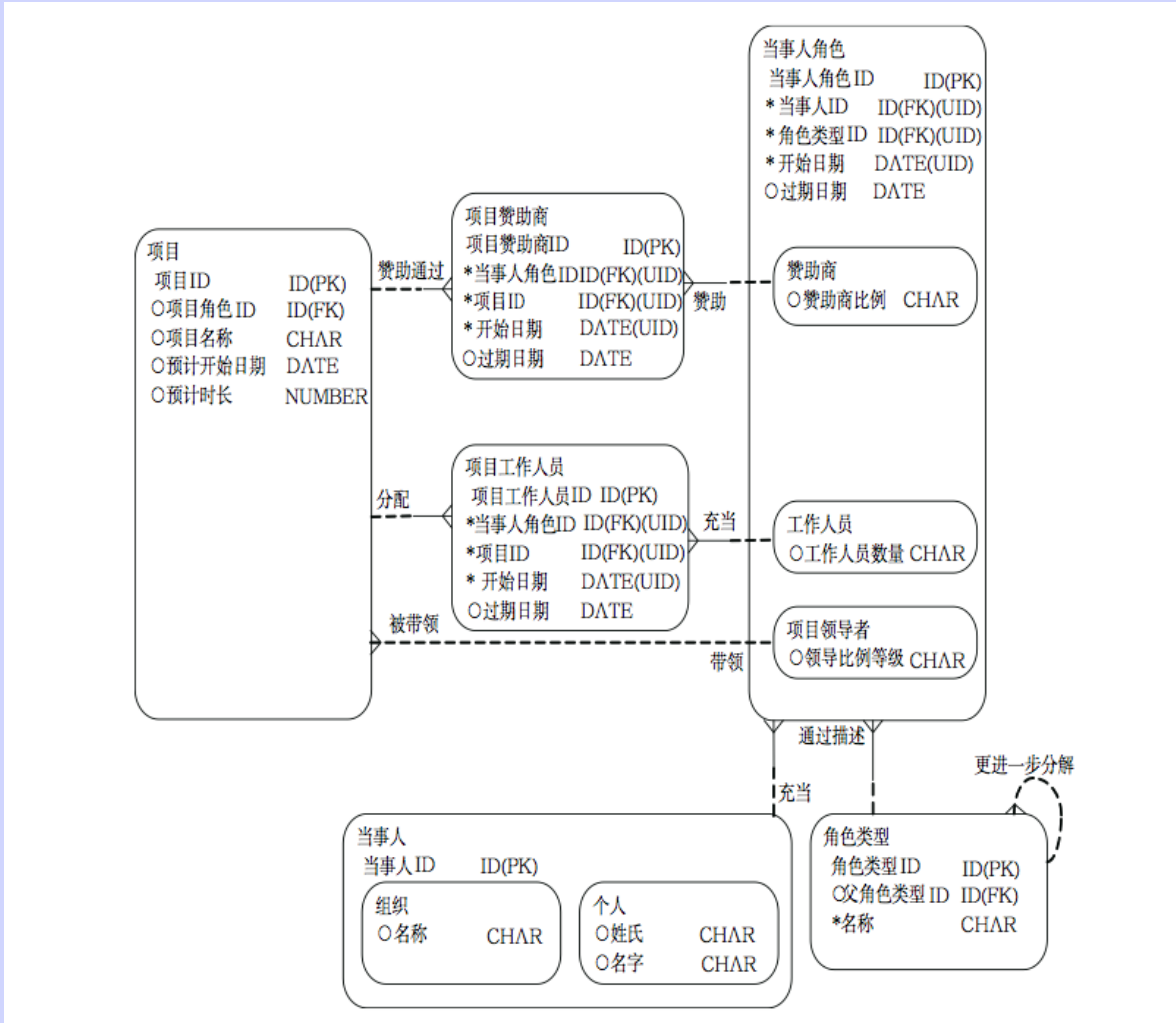 当事人角色
当事人角色ID ID(PK)
*当事人ID ID(FK)(UID)
*角色类型ID ID(FK)(UID)
*开始日期 DATE(UID)
○过期日期 DATE
赞助商
○赞助商比例 CHAR
工作人员
○工作人员数量 CHAR
项目领导者
○领导比例等级 CHAR
项目赞助商
项目赞助商ID ID(PK)
*当事人角色ID ID(FK)(UID)
*项目ID ID(FK)(UID)
*开始日期 DATE(UID)
○过期日期 DATE
项目
项目ID ID(PK)
○项目角色ID ID(FK)
○项目名称 CHAR
○预计开始日期 DATE
○预计时长 NUMBER
赞助通过
赞助
项目工作人员
项目工作人员ID ID(PK)
*当事人角色ID ID(FK)(UID)
*项目ID ID(FK)(UID)
*开始日期 DATE(UID)
○过期日期 DATE
分配
充当
被带领
带领
通过描述
充当
更进一步分解
当事人
当事人ID ID(PK)
组织
○名称 CHAR
个人
○姓氏 CHAR
○名字 CHAR
角色类型
角色类型ID ID(PK)
○父角色类型ID ID(FK)
*名称 CHAR